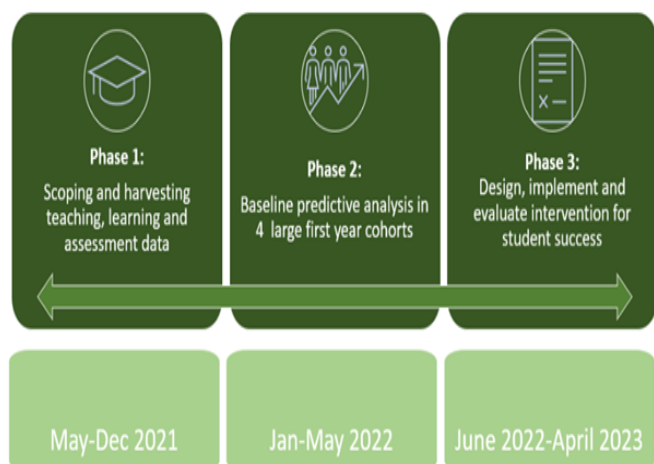 Phase 1:
Scoping and harvesting
teaching, learning and
assessment data
Phase 2:
Baseline predictive analysis in
4 large first year cohorts
Phase 3:
Design, implement and
evaluate intervention for
student success
May-Dec 2021
Jan-May 2022
June 2022-April 2023